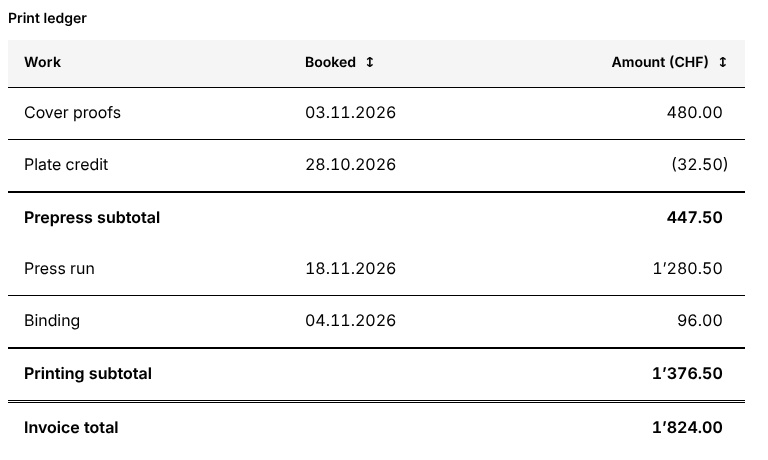 Print ledger
Work Booked ↕ Amount (CHF) ↕
Cover proofs 03.11.2026 480.00
Plate credit 28.10.2026 (32.50)
Prepress subtotal 447.50
Press run 18.11.2026 1’280.50
Binding 04.11.2026 96.00
Printing subtotal 1’376.50
Invoice total 1’824.00